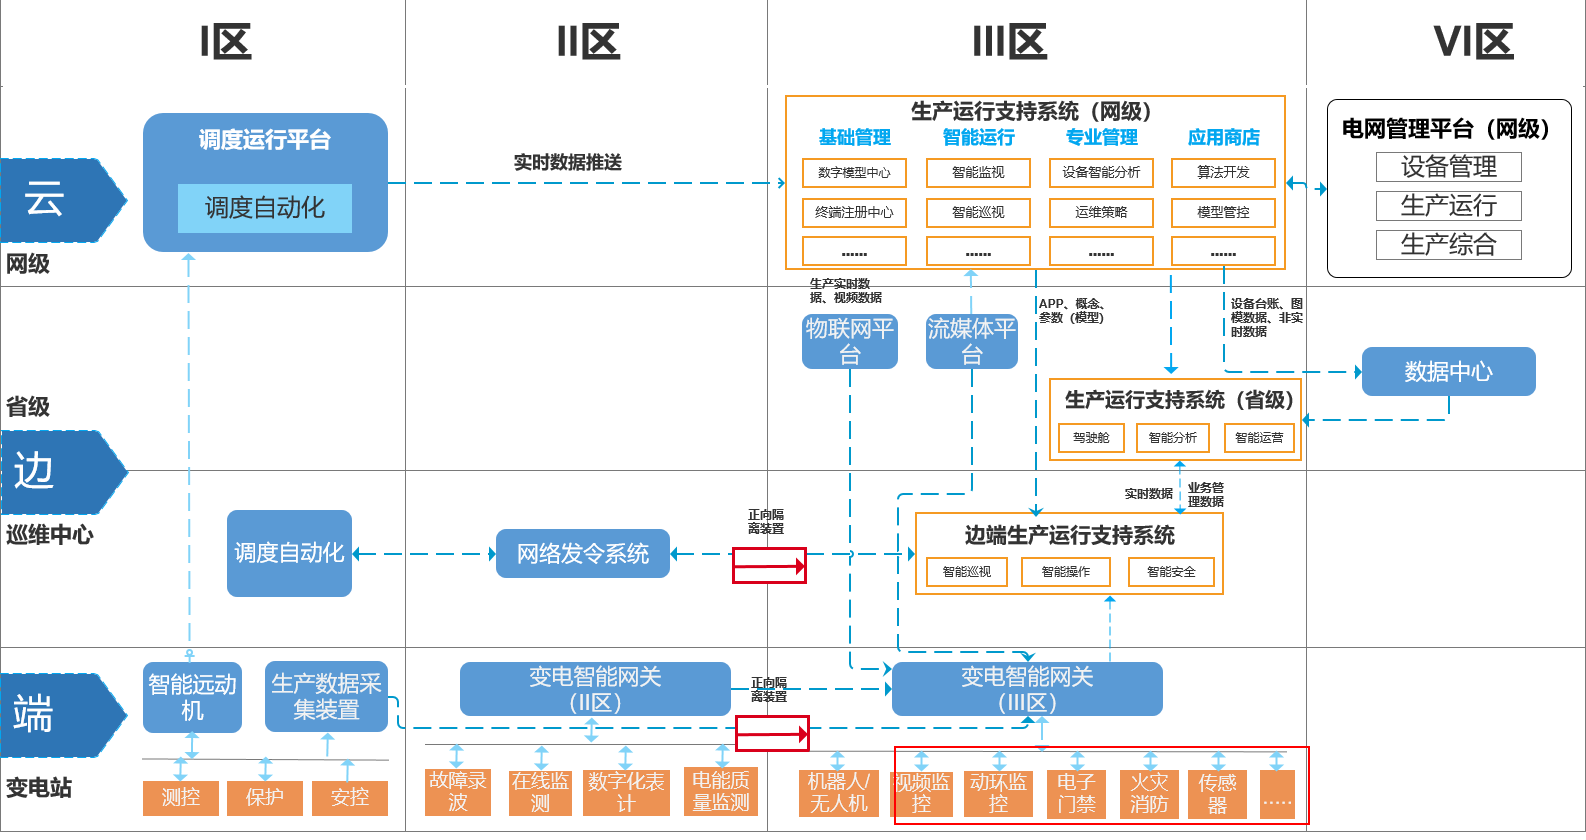 I区
II区
III区
VI区
云
网级
调度运行平台
调度自动化
实时数据推送
生产运行支持系统（网级）
基础管理
智能运行
专业管理
应用商店
数字模型中心
智能监视
设备智能分析
算法开发
终端注册中心
智能巡视
运维策略
模型管控
......
......
......
......
电网管理平台（网级）
设备管理
生产运行
生产综合
生产实时数
据、视频数据
APP、概念、
参数（模型）
设备台账、图
模数据、非实
时数据
物联网平
台
流媒体平
台
省级
边
巡维中心
生产运行支持系统（省级）
驾驶舱
智能分析
智能运营
数据中心
实时数据
业务管
理数据
调度自动化
网络发令系统
正向隔
离装置
边端生产运行支持系统
智能巡视
智能操作
智能安全
端
变电站
智能远动
机
生产数据采
集装置
变电智能网关
（II区）
正向隔
离装置
变电智能网关
（III区）
测控
保护
安控
故障录
波
在线监
测
数字化表
计
电能质
量监测
机器人/
无人机
视频监
控
动环监
控
电子
门禁
火灾
消防
传感
器
.....